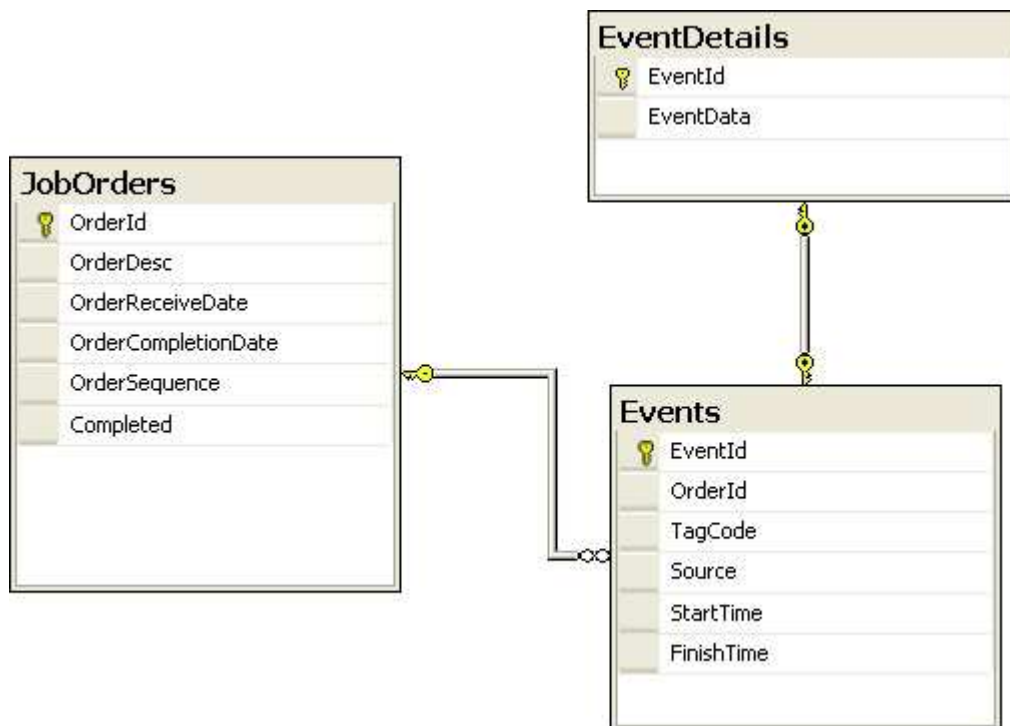 EventDetails
EventId
EventData
JobOrders
OrderId
OrderDesc
OrderReceiveDate
OrderCompletionDate
OrderSequence
Completed
Events
EventId
OrderId
TagCode
Source
StartTime
FinishTime